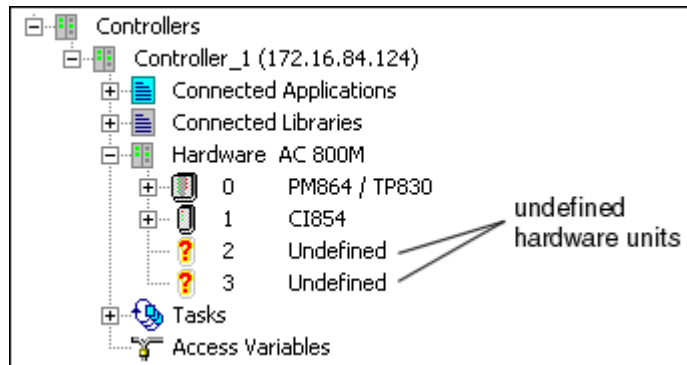 Controllers
Controller_1 (172.16.84.124)
Connected Applications
Connected Libraries
Hardware AC 800M
0 PM864 / TP830
1 CI854
? 2 Undefined
? 3 Undefined
undefined
hardware units
Tasks
Access Variables